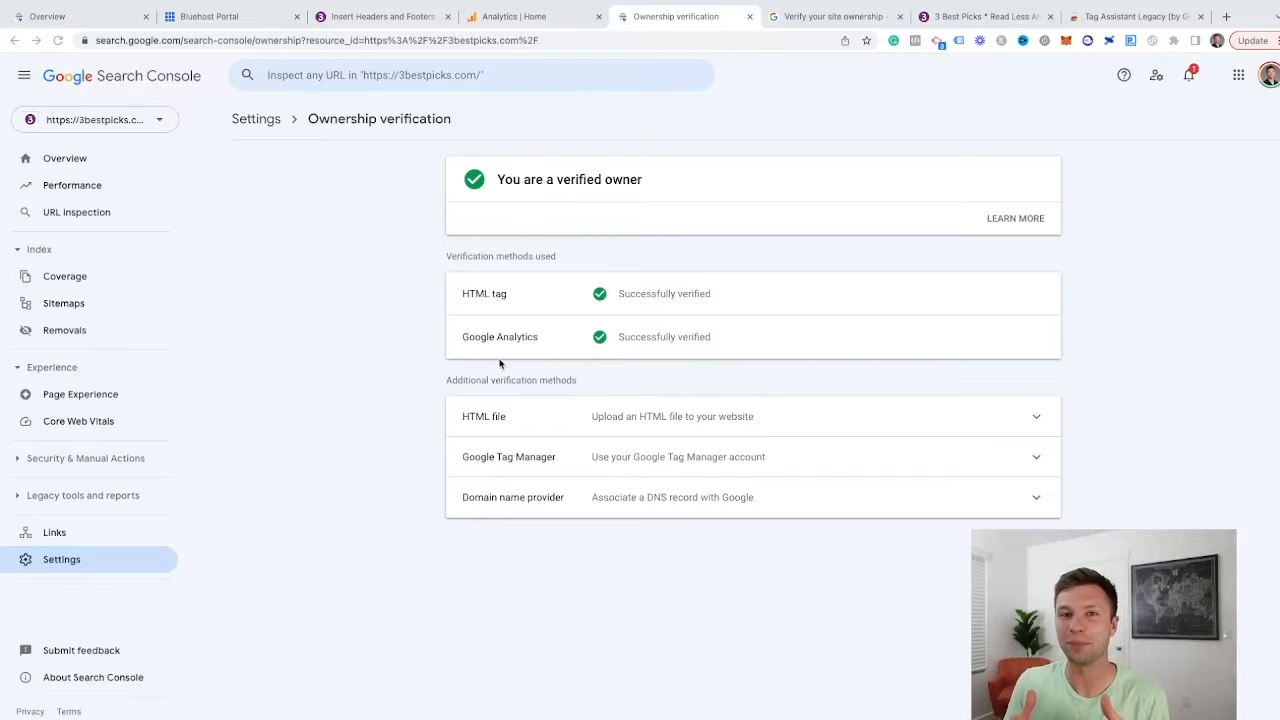 Overview
Bluehost Portal
Insert Headers and Footers
Analytics | Home
Ownership verification
Verify your site ownership -
3 Best Picks * Read Less A
Tag Assistant Legacy (by G
search.google.com/search-console/ownership?resource_id=https%3A%2F%2F3bestpicks.com%2F
Update
Google Search Console
Inspect any URL in "https://3bestpicks.com/"
1
https://3bestpicks.c...
Settings > Ownership verification
Overview
Performance
URL inspection
Index
Coverage
Sitemaps
Removals
Experience
Page Experience
Core Web Vitals
Security & Manual Actions
Legacy tools and reports
Links
Settings
Submit feedback
About Search Console
Privacy Terms
You are a verified owner
LEARN MORE
Verification methods used
HTML tag Successfully verified
Google Analytics Successfully verified
Additional verification methods
HTML file Upload an HTML file to your website
Google Tag Manager Use your Google Tag Manager account
Domain name provider Associate a DNS record with Google